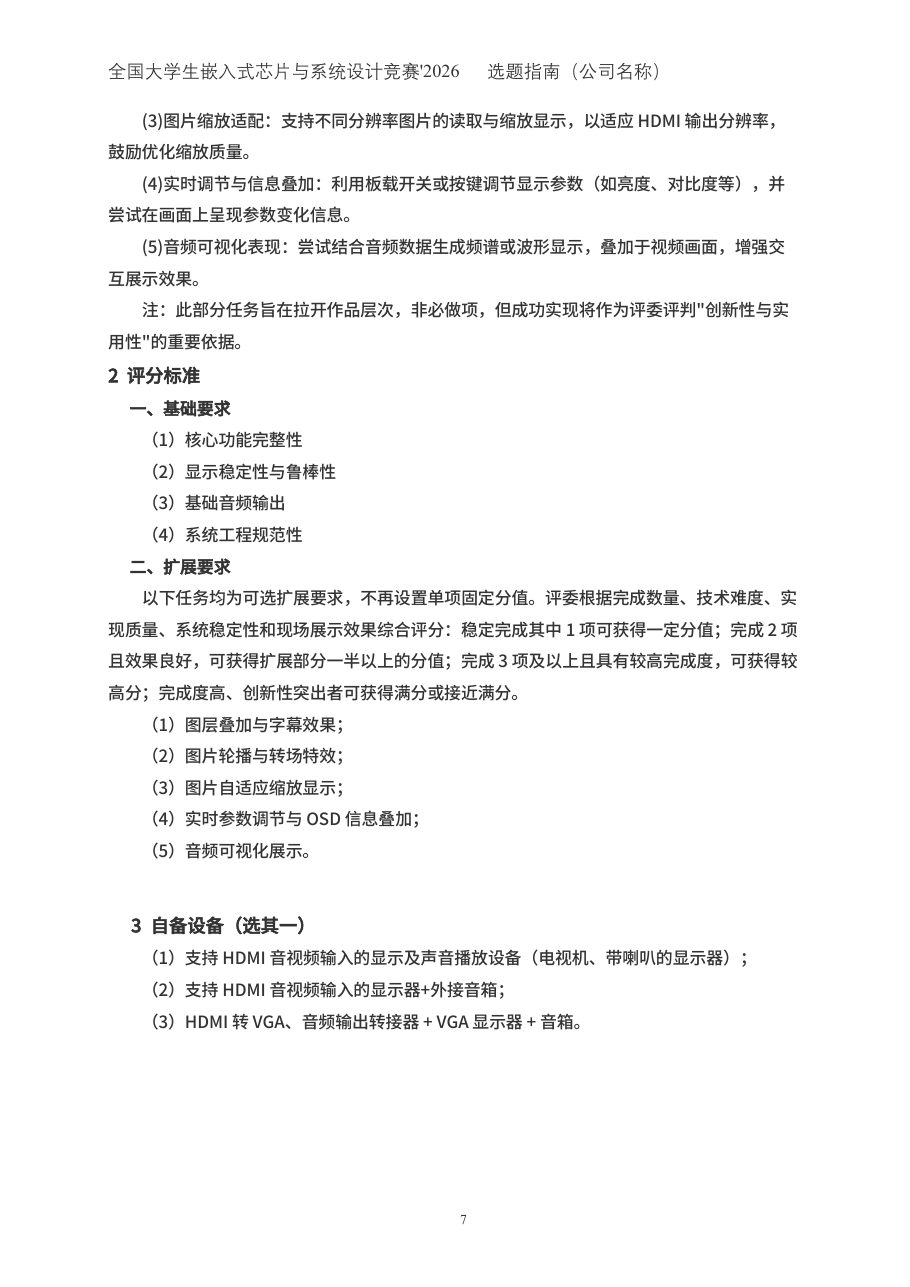 全国大学生嵌入式芯片与系统设计竞赛'2026 选题指南（公司名称）
(3)图片缩放适配：支持不同分辨率图片的读取与缩放显示，以适应 HDMI 输出分辨率，
鼓励优化缩放质量。
(4)实时调节与信息叠加：利用板载开关或按键调节显示参数（如亮度、对比度等），并
尝试在画面上呈现参数变化信息。
(5)音频可视化表现：尝试结合音频数据生成频谱或波形显示，叠加于视频画面，增强交
互展示效果。
注：此部分任务旨在拉开作品层次，非必做项，但成功实现将作为评委评判"创新性与实
用性"的重要依据。
2 评分标准
一、基础要求
（1）核心功能完整性
（2）显示稳定性与鲁棒性
（3）基础音频输出
（4）系统工程规范性
二、扩展要求
以下任务均为可选扩展要求，不再设置单项固定分值。评委根据完成数量、技术难度、实
现质量、系统稳定性和现场展示效果综合评分：稳定完成其中 1 项可获得一定分值；完成 2 项
且效果良好，可获得扩展部分一半以上的分值；完成 3 项及以上且具有较高完成度，可获得较
高分；完成度高、创新性突出者可获得满分或接近满分。
（1）图层叠加与字幕效果；
（2）图片轮播与转场特效；
（3）图片自适应缩放显示；
（4）实时参数调节与 OSD 信息叠加；
（5）音频可视化展示。
3 自备设备（选其一）
（1）支持 HDMI 音视频输入的显示及声音播放设备（电视机、带喇叭的显示器）；
（2）支持 HDMI 音视频输入的显示器+外接音箱；
（3）HDMI 转 VGA、音频输出转接器 + VGA 显示器 + 音箱。
7